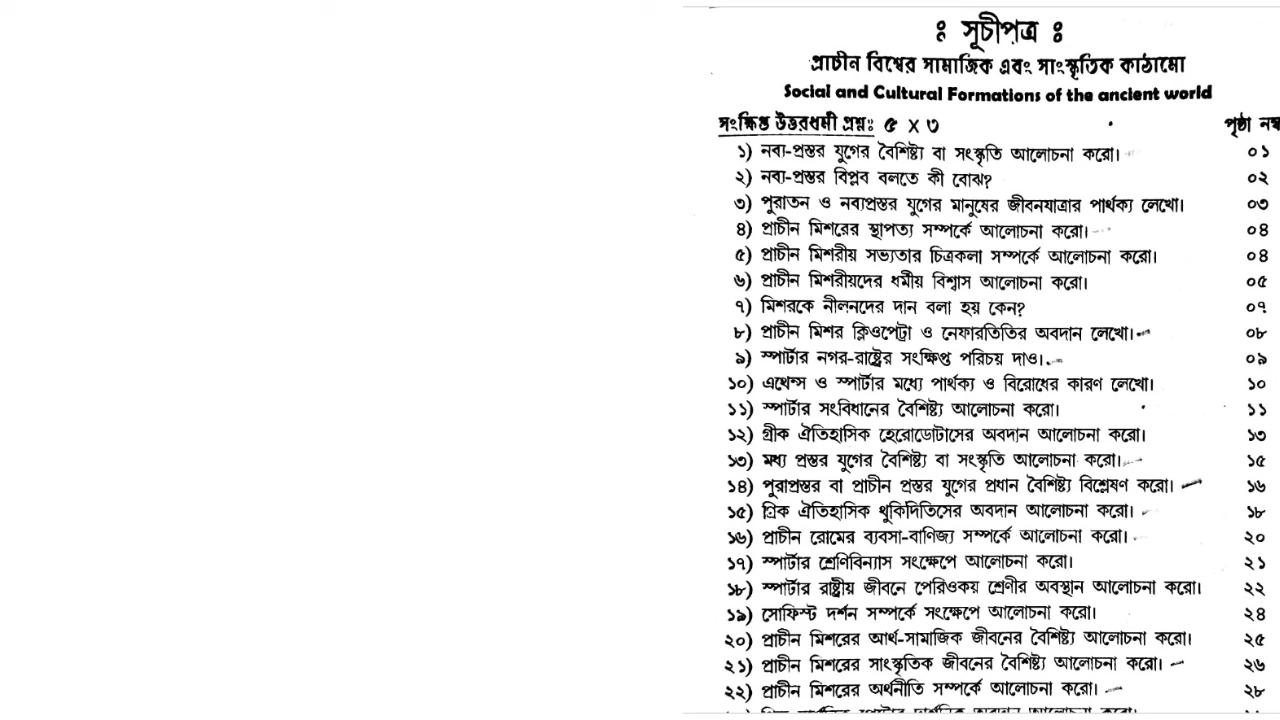 ঃ সূচীপত্র ঃ
প্রাচীন বিশ্বের সামাজিক এবং সাংস্কৃতিক কাঠামো
Social and Cultural Formations of the ancient world
সংক্ষিপ্ত উত্তরধর্মী প্রশ্নঃ ৫ X ৩ পৃষ্ঠা
১) নব্য-প্রস্তর যুগের বৈশিষ্ট্য বা সংস্কৃতি আলোচনা করো। ০১
২) নব্য-প্রস্তর বিপ্লব বলতে কী বোঝ? ০২
৩) পুরাতন ও নব্যপ্রস্তর যুগের মানুষের জীবনযাত্রার পার্থক্য লেখো। ০৩
৪) প্রাচীন মিশরের স্থাপত্য সম্পর্কে আলোচনা করো। ০৪
৫) প্রাচীন মিশরীয় সভ্যতার চিত্রকলা সম্পর্কে আলোচনা করো। ০৪
৬) প্রাচীন মিশরীয়দের ধর্মীয় বিশ্বাস আলোচনা করো। ০৫
৭) মিশরকে নীলনদের দান বলা হয় কেন? ০৭
৮) প্রাচীন মিশর ক্লিওপেট্রা ও নেফারতিতির অবদান লেখো। ০৮
৯) স্পার্টার নগর-রাষ্ট্রের সংক্ষিপ্ত পরিচয় দাও। ০৯
১০) এথেন্স ও স্পার্টার মধ্যে পার্থক্য ও বিরোধের কারণ লেখো। ১০
১১) স্পার্টার সংবিধানের বৈশিষ্ট্য আলোচনা করো। ১১
১২) গ্রীক ঐতিহাসিক হেরোডোটাসের অবদান আলোচনা করো। ১৩
১৩) মধ্য প্রস্তর যুগের বৈশিষ্ট্য বা সংস্কৃতি আলোচনা করো। ১৫
১৪) পুরাপ্রস্তর বা প্রাচীন প্রস্তর যুগের প্রধান বৈশিষ্ট্য বিশ্লেষণ করো। ১৬
১৫) গ্রিক ঐতিহাসিক থুকিদিতিসের অবদান আলোচনা করো। ১৮
১৬) প্রাচীন রোমের ব্যবসা-বাণিজ্য সম্পর্কে আলোচনা করো। ২০
১৭) স্পার্টার শ্রেণিবিন্যাস সংক্ষেপে আলোচনা করো। ২১
১৮) স্পার্টার রাষ্ট্রীয় জীবনে পেরিওকয় শ্রেণীর অবস্থান আলোচনা করো। ২২
১৯) সোফিস্ট দর্শন সম্পর্কে সংক্ষেপে আলোচনা করো। ২৪
২০) প্রাচীন মিশরের আর্থ-সামাজিক জীবনের বৈশিষ্ট্য আলোচনা করো। ২৫
২১) প্রাচীন মিশরের সাংস্কৃতিক জীবনের বৈশিষ্ট্য আলোচনা করো। ২৬
২২) প্রাচীন মিশরের অর্থনীতি সম্পর্কে আলোচনা করো। ২৮